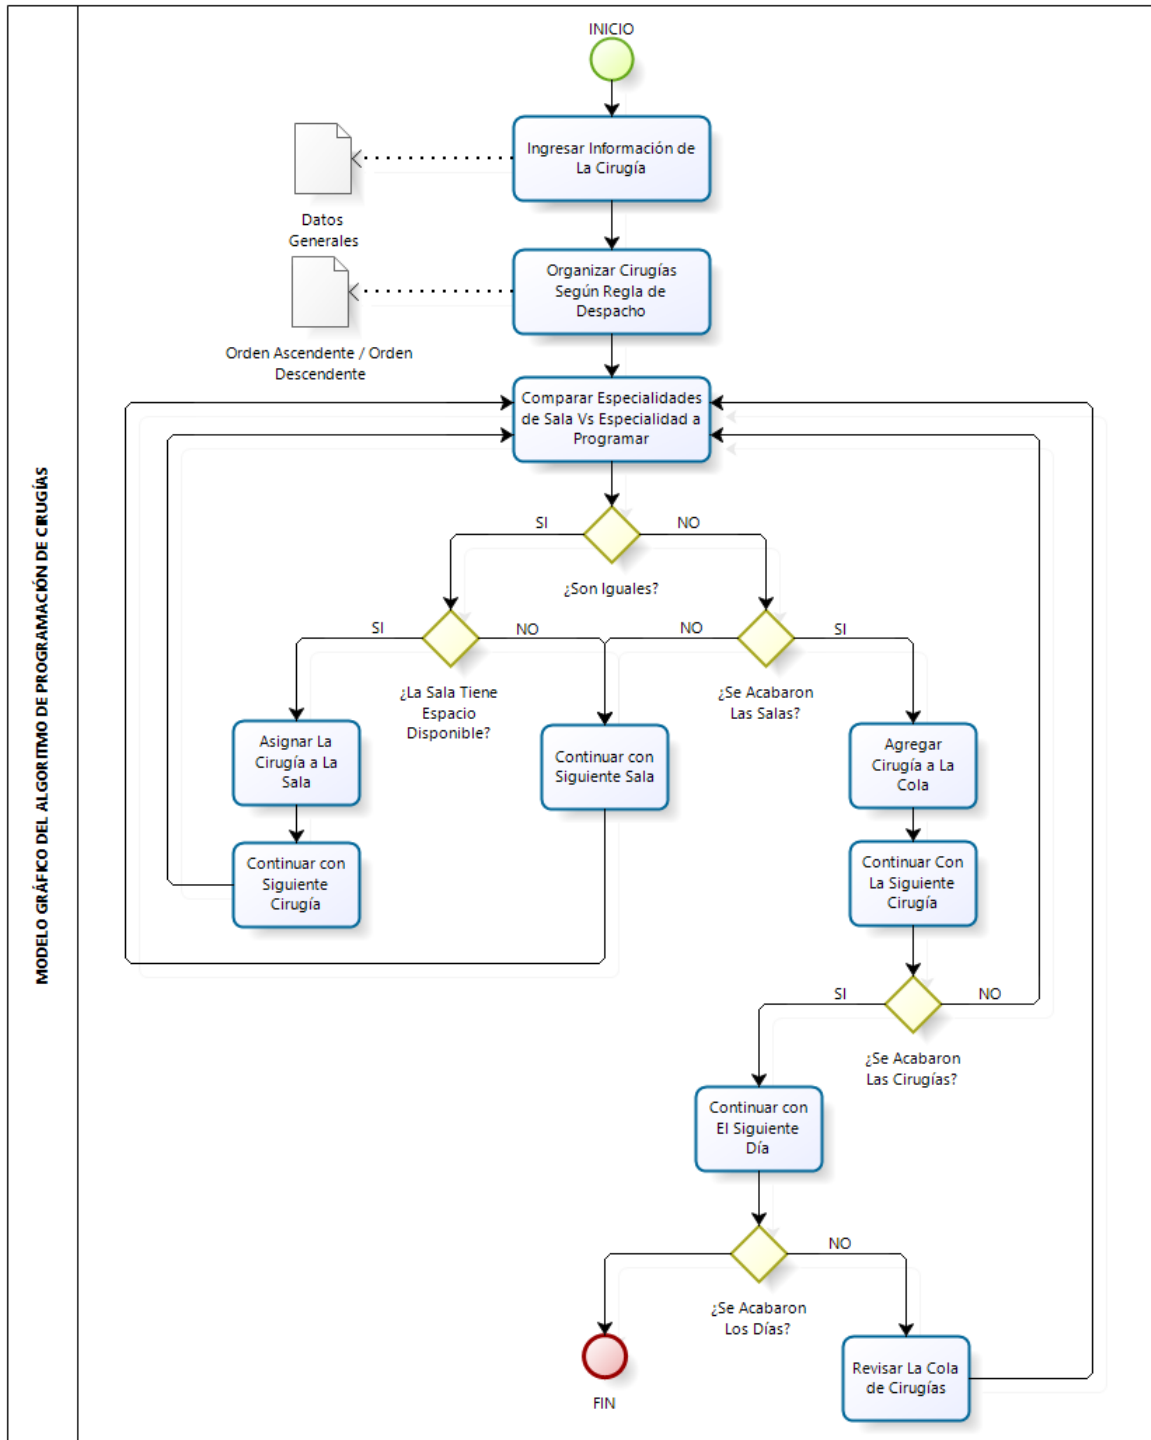 MODELO GRÁFICO DEL ALGORITMO DE PROGRAMACIÓN DE CIRUGÍAS
INICIO
Ingresar Información de
La Cirugía
Datos
Generales
Organizar Cirugías
Según Regla de
Despacho
Orden Ascendente / Orden
Descendente
Comparar Especialidades
de Sala Vs Especialidad a
Programar
SI
NO
¿Son Iguales?
SI
NO
NO
SI
¿La Sala Tiene
Espacio
Disponible?
¿Se Acabaron
Las Salas?
Asignar La
Cirugía a La
Sala
Continuar con
Siguiente Sala
Agregar
Cirugía a La
Cola
Continuar con
Siguiente
Cirugía
Continuar Con
La Siguiente
Cirugía
SI
NO
¿Se Acabaron
Las Cirugías?
Continuar con
El Siguiente
Día
NO
¿Se Acabaron
Los Días?
FIN
Revisar La Cola
de Cirugías